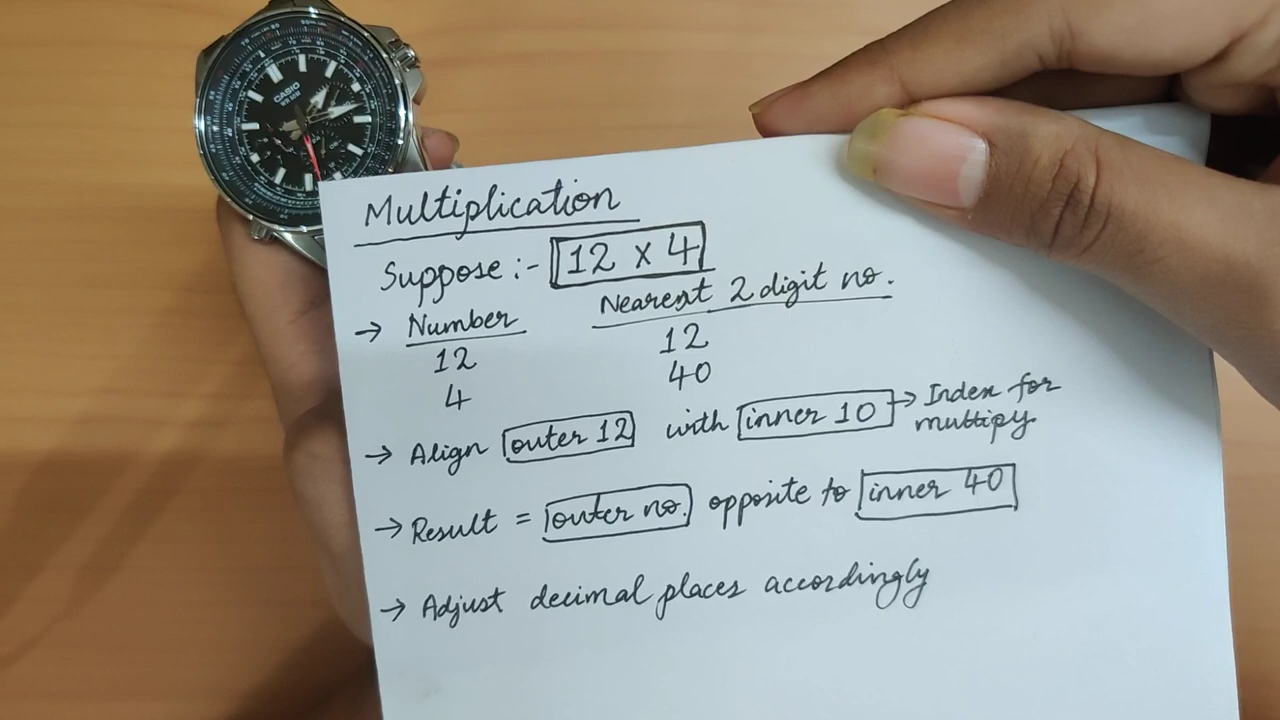 CASIO
Multiplication
Suppose :- 12 x 4
→ Number Nearest 2 digit no.
12 12
4 40
→ Align outer 12 with inner 10 → Index for multipy
→ Result = outer no. opposite to inner 40
→ Adjust decimal places accordingly